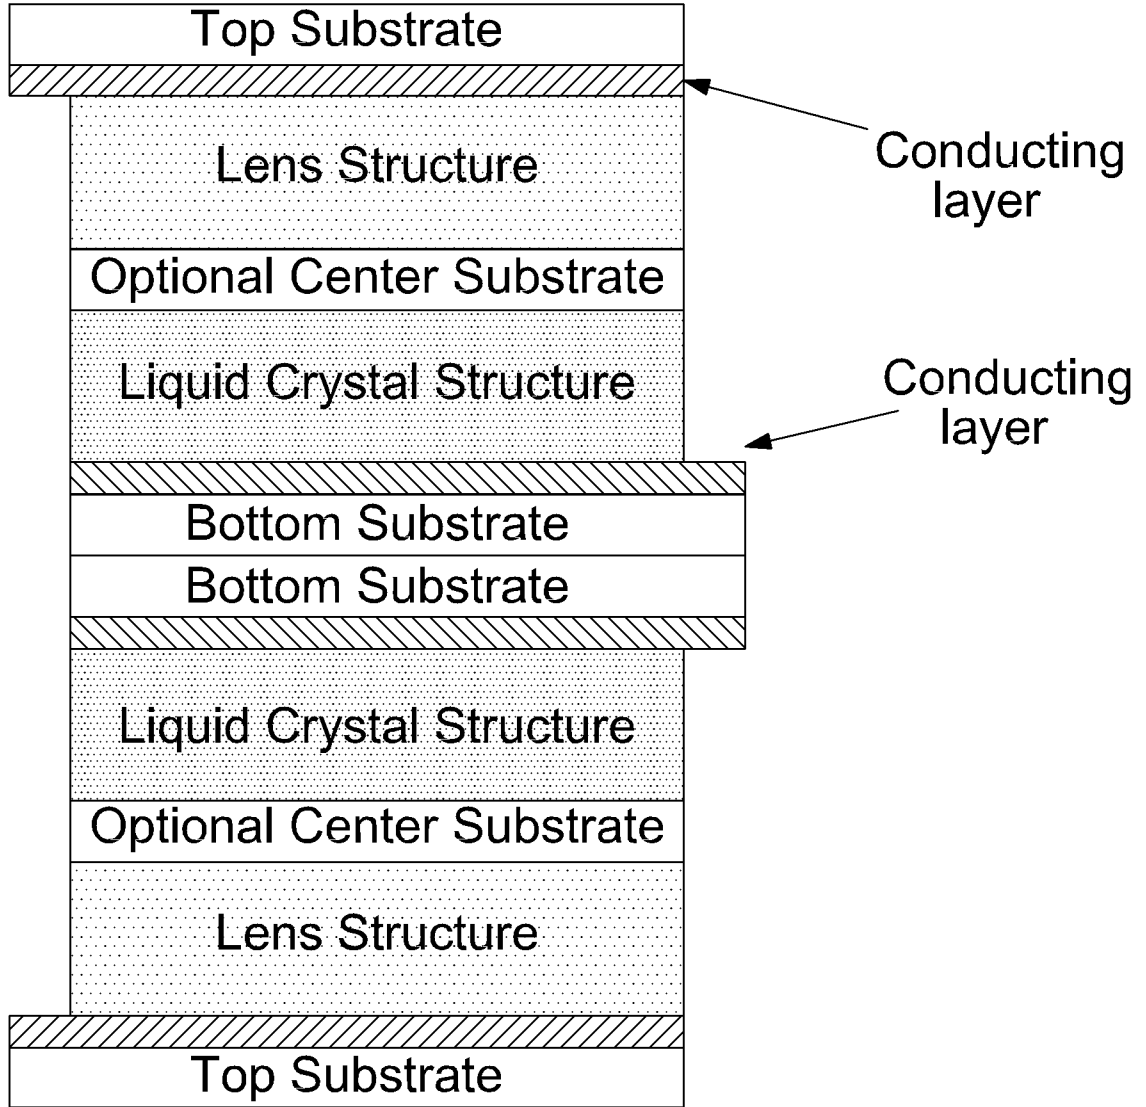 Top Substrate
Conducting
layer
Lens Structure
Optional Center Substrate
Liquid Crystal Structure
Conducting
layer
Bottom Substrate
Bottom Substrate
Liquid Crystal Structure
Optional Center Substrate
Lens Structure
Top Substrate